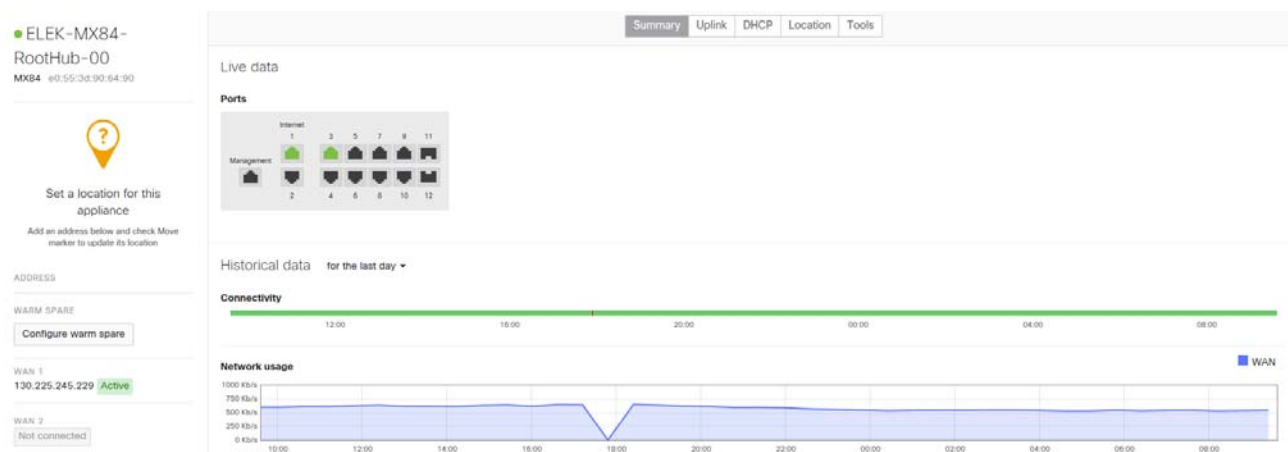 ELEK-MX84-
RootHub-00
MX84 e0:55:3d:90:64:90
?
Set a location for this
appliance
Add an address below and check Move
marker to update its location
ADDRESS
WARM SPARE
Configure warm spare
WAN 1
130.225.245.229 Active
WAN 2
Not connected
Summary Uplink DHCP Location Tools
Live data
Ports
Internet
1 3 5 7 9 11
Management
2 4 6 8 10 12
Historical data for the last day
Connectivity
12:00 16:00 20:00 00:00 04:00 08:00
Network usage
WAN
1000 Kb/s
750 Kb/s
500 Kb/s
250 Kb/s
0 Kb/s
10:00 12:00 14:00 16:00 18:00 20:00 22:00 00:00 02:00 04:00 06:00 08:00